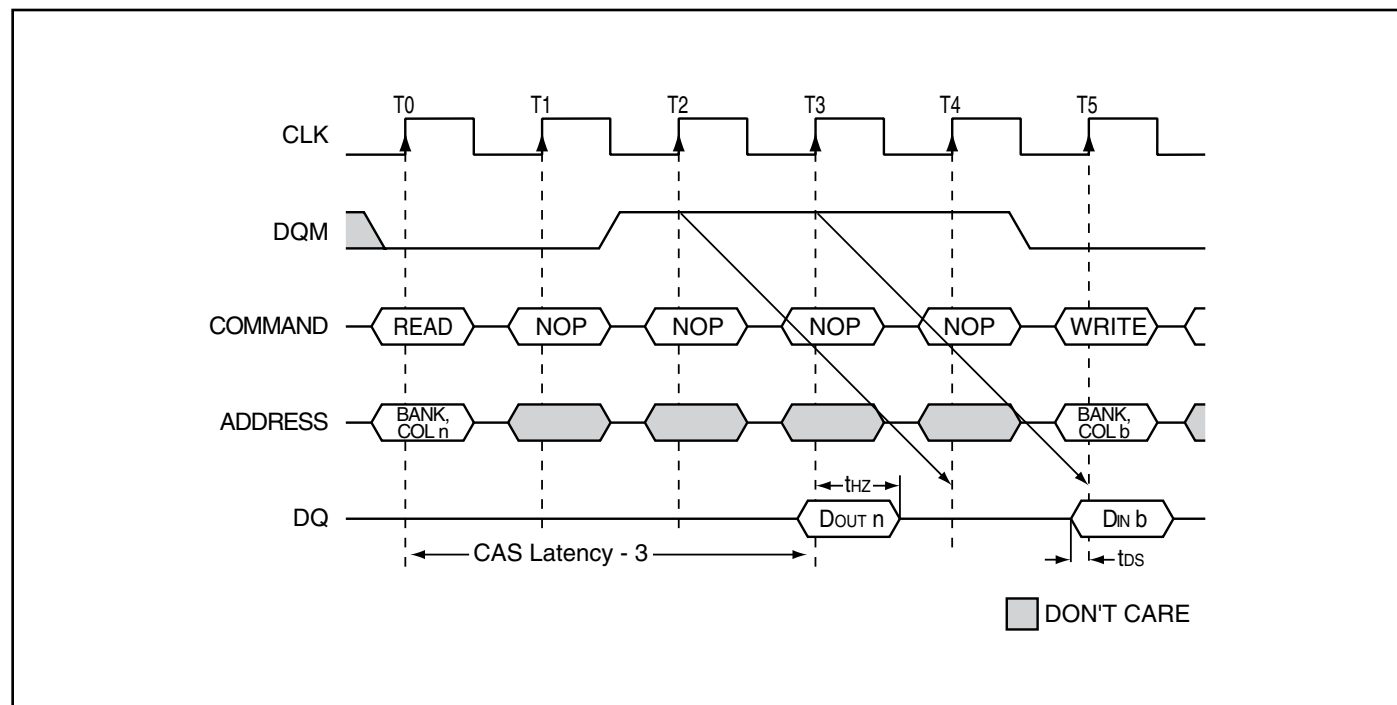 T0 T1 T2 T3 T4 T5
CLK
DQM
COMMAND READ NOP NOP NOP NOP WRITE
ADDRESS BANK, COL n BANK, COL b
tHZ
DQ DOUT n DIN b
CAS Latency - 3 tDS
DON'T CARE